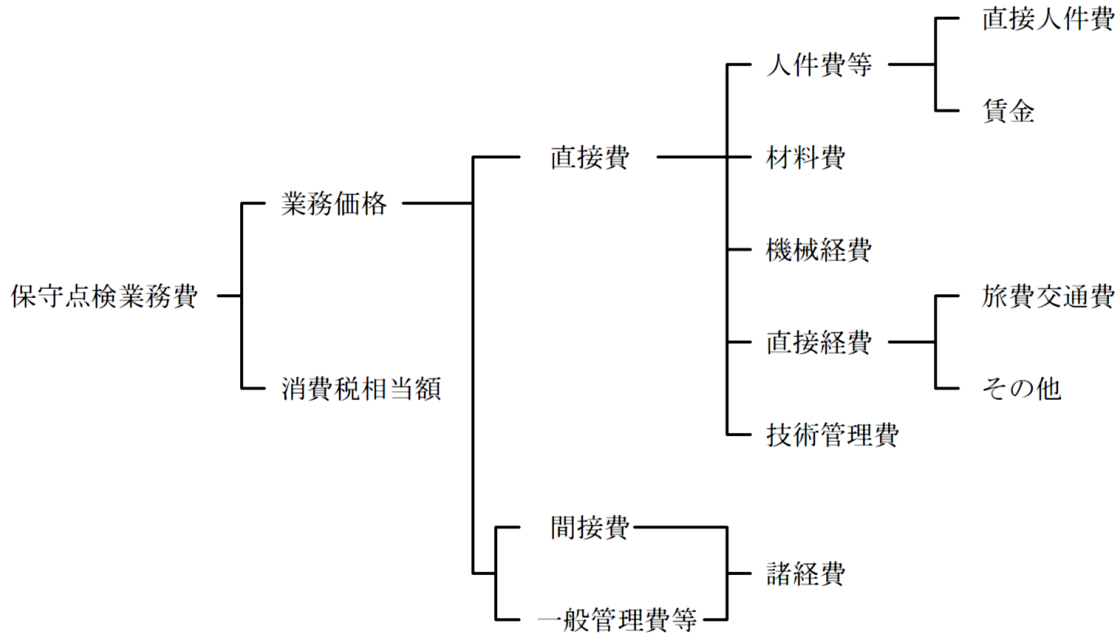 直接人件費
人件費等
賃金
直接費
材料費
業務価格
機械経費
保守点検業務費
旅費交通費
直接経費
消費税相当額
その他
技術管理費
間接費
諸経費
一般管理費等